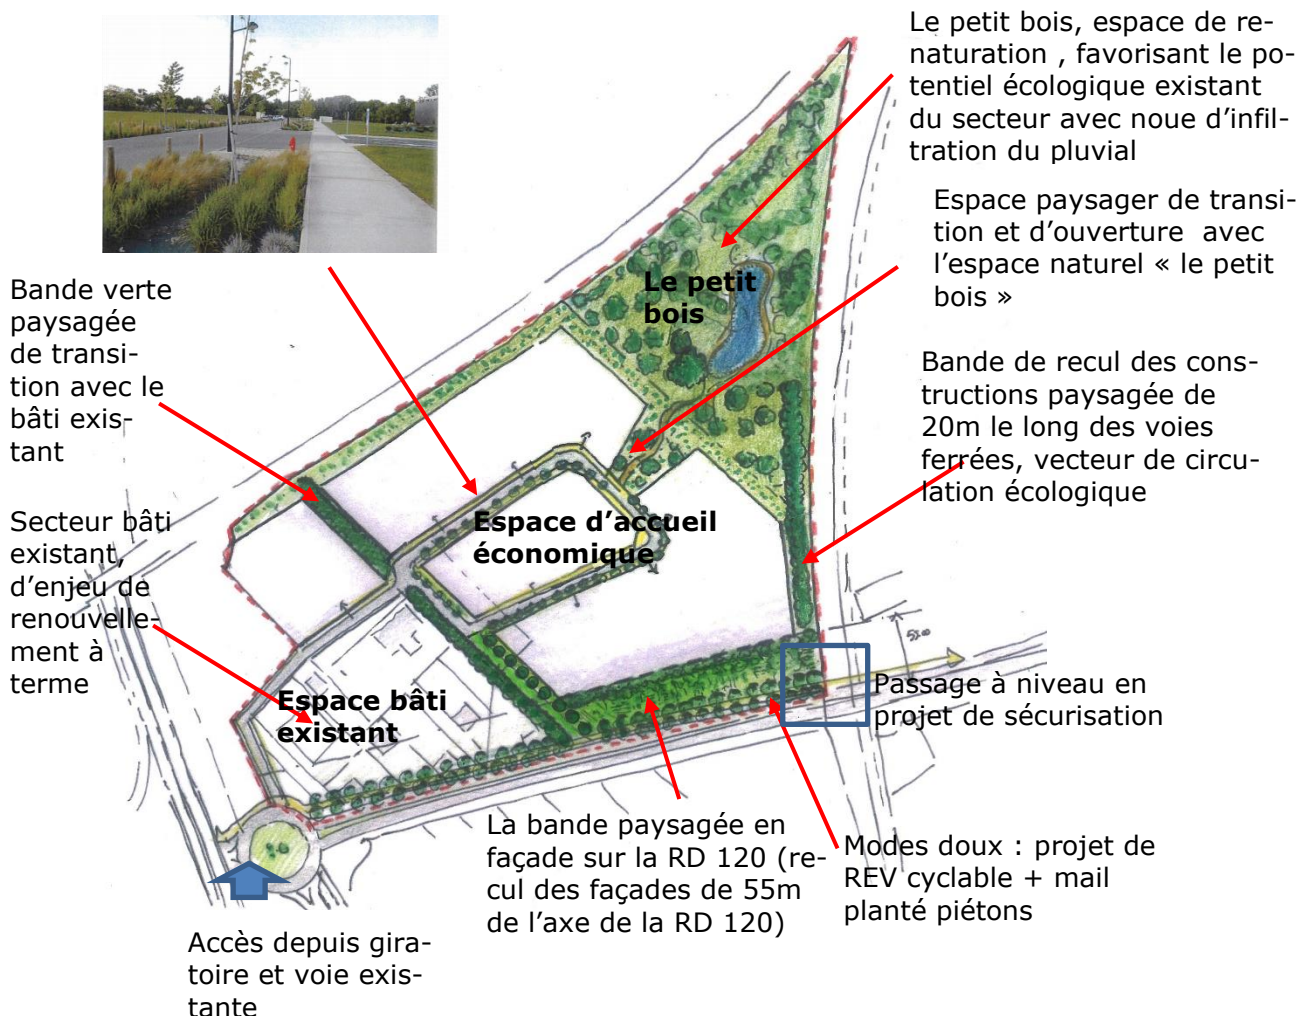 Le petit bois, espace de re-
naturation , favorisant le po-
tentiel écologique existant
du secteur avec noue d’infil-
tration du pluvial
Espace paysager de transi-
tion et d’ouverture  avec
l’espace naturel « le petit
bois »
Bande verte
paysagée
de transi-
tion avec le
bâti exis-
tant
Le petit
bois
Bande de recul des cons-
tructions paysagée de
20m le long des voies
ferrées, vecteur de circu-
lation écologique
Secteur bâti
existant,
d’enjeu de
renouvelle-
ment à
terme
Espace d’accueil
économique
Espace bâti
existant
Passage à niveau en
projet de sécurisation
La bande paysagée en
façade sur la RD 120 (re-
cul des façades de 55m
de l’axe de la RD 120)
Modes doux : projet de
REV cyclable + mail
planté piétons
Accès depuis gira-
toire et voie exis-
tante